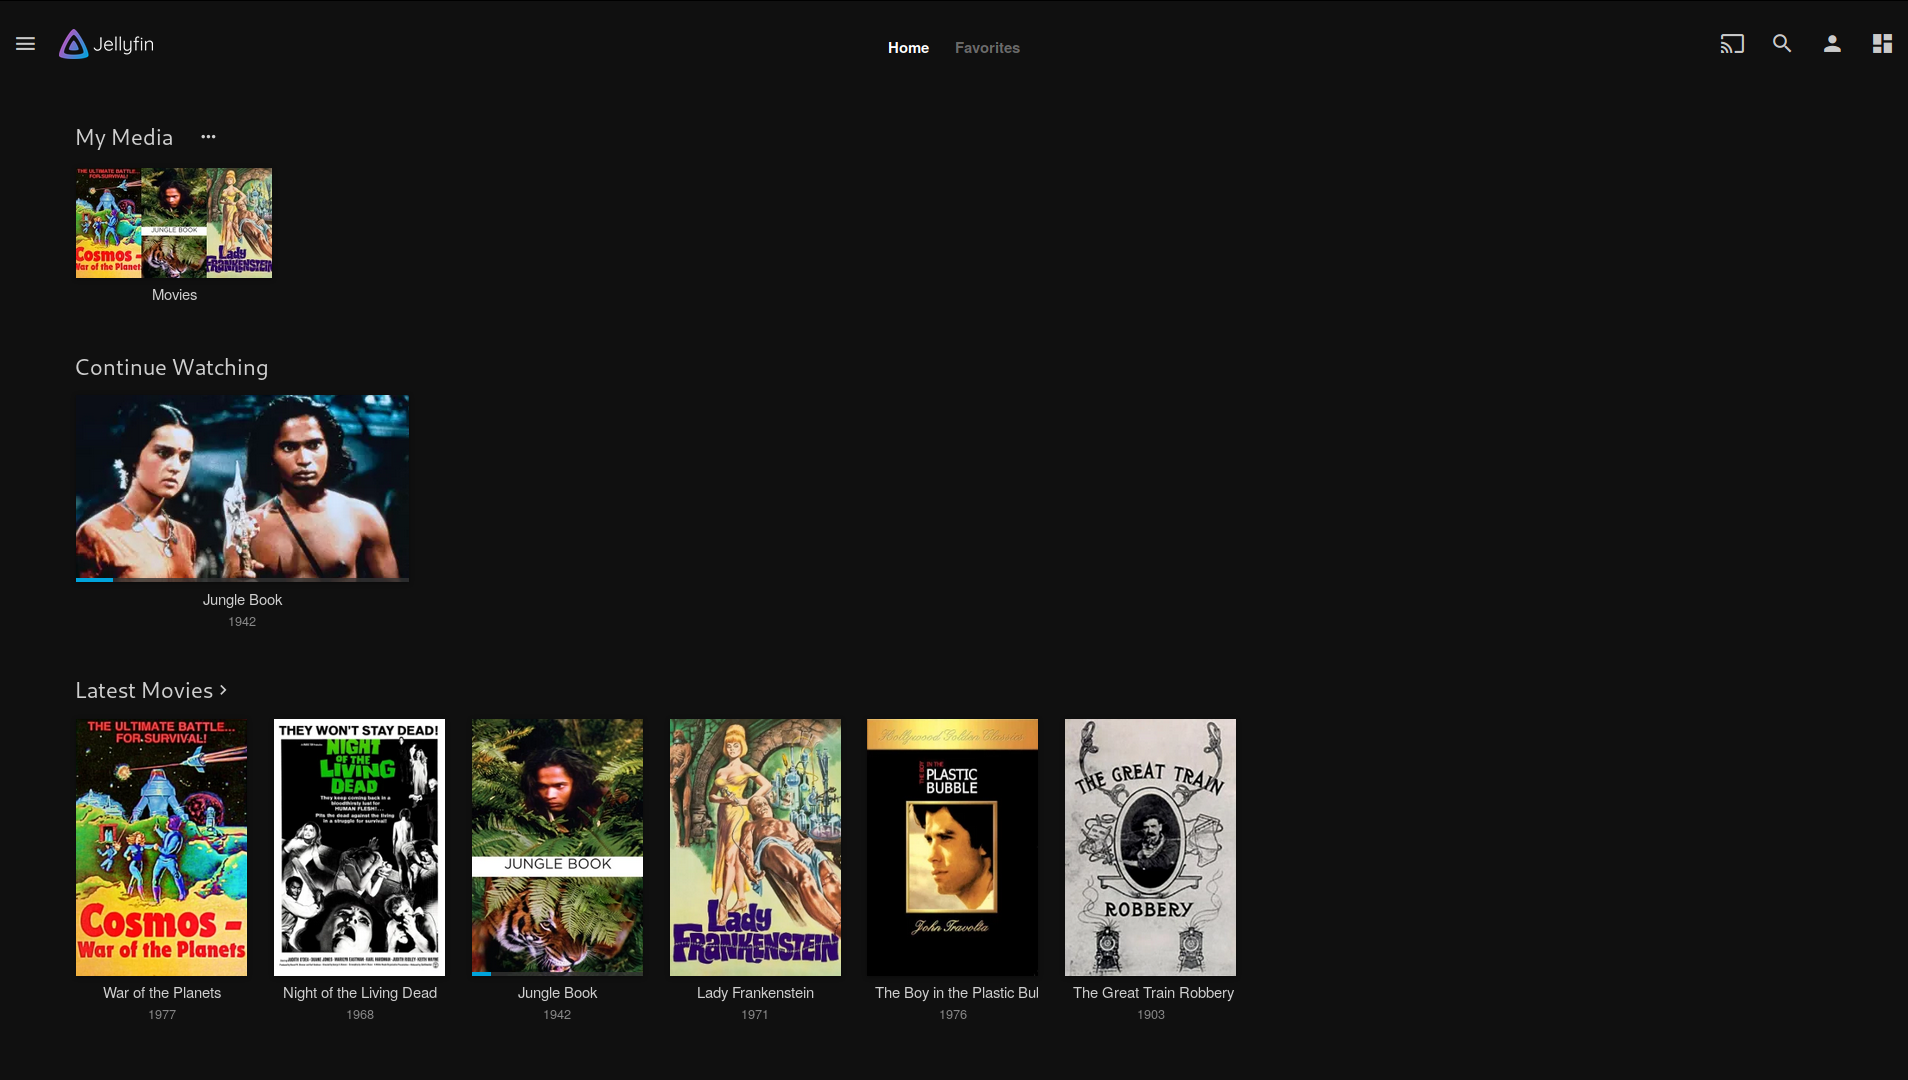 Jellyfin
Home
Favorites
My Media
THE ULTIMATE BATTLE...
FOR SURVIVAL!
Cosmos -
War of the Planet
JUNGLE BOOK
Lady
FRANKENSTEIN
Movies
Continue Watching
Jungle Book
1942
Latest Movies
THE ULTIMATE BATTLE...
FOR SURVIVAL!
Cosmos -
War of the Planets
War of the Planets
1977
THEY WON'T STAY DEAD!
NIGHT
OF THE
LIVING
DEAD
They keep coming back in a
bloodthirsty lust for
HUMAN FLESH!...
Pits the dead against the living
in a struggle for survival!
Night of the Living Dead
1968
JUNGLE BOOK
Jungle Book
1942
Lady
FRANKENSTEIN
Lady Frankenstein
1971
Hollywood Golden Classics
THE BOY IN THE
PLASTIC
BUBBLE
John Travolta
The Boy in the Plastic Bul
1976
THE GREAT TRAIN
ROBBERY
The Great Train Robbery
1903